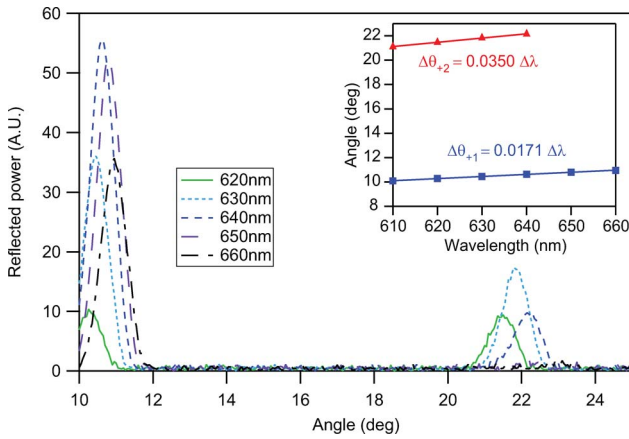 60
50
40
30
20
10
0
Reflected power (A.U.)
10 12 14 16 18 20 22 24
Angle (deg)
620nm
630nm
640nm
650nm
660nm
22
20
18
16
14
12
10
8
Angle (deg)
Δθ+2 = 0.0350 Δλ
Δθ+1 = 0.0171 Δλ
610 620 630 640 650 660
Wavelength (nm)